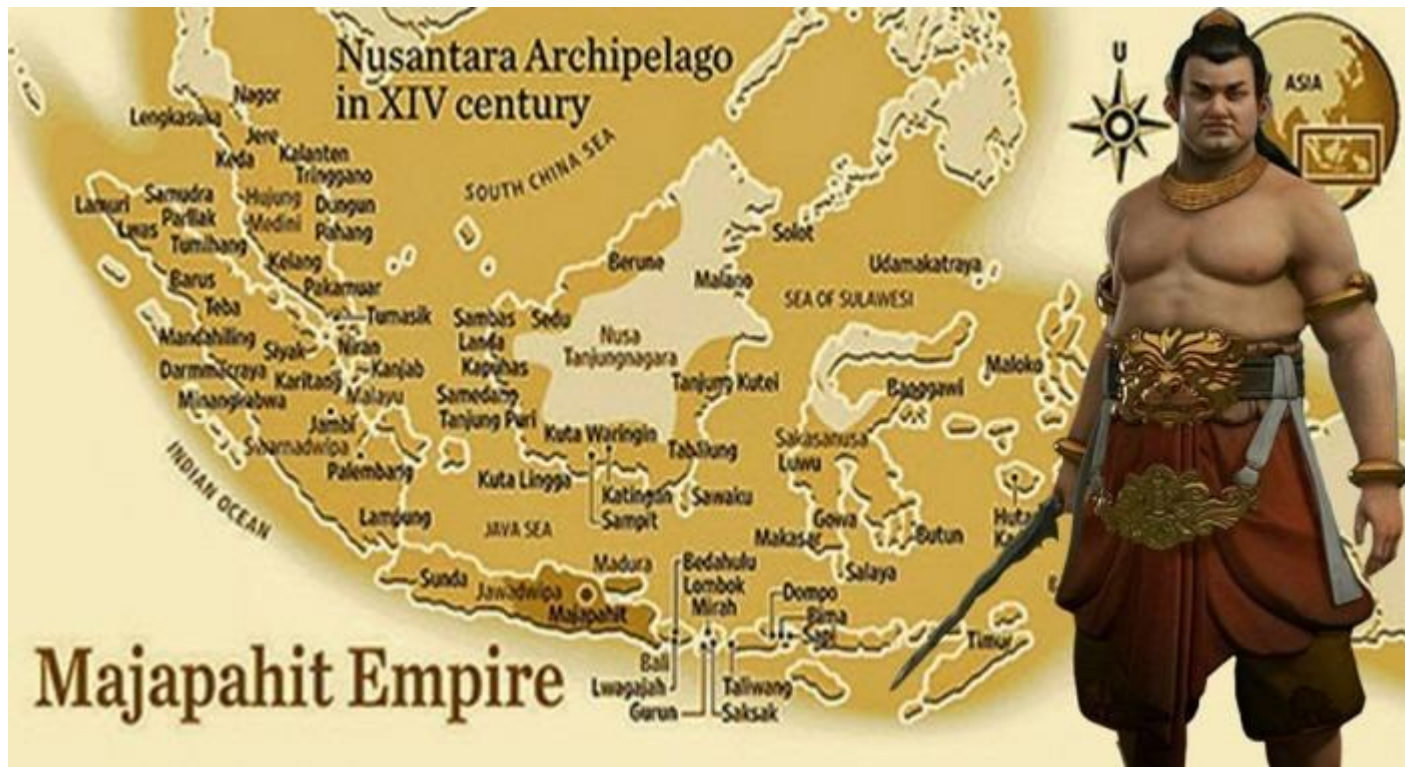 Nusantara Archipelago
in XIV century
U
ASIA
Nagor
Lengkasuka
Jere
Keda
Kalanten
Tringgano
SOUTH CHINA SEA
Lamuri
Samudra
Hujung
Dungun
Parllak
Medini
Pahang
Lwas
Tumihang
Kelang
Solot
Barus
Pakamuar
Berune
Malano
Udamakatraya
Teba
Tumasik
SEA OF SULAWESI
Sambas
Sedu
Mandahiling
Siyak
Niran
Landa
Nusa
Tanjungnagara
Kapuhas
Maloko
Kanjab
Karitang
Tanjung Kutei
Banggawi
Minangkabwa
Malayu
Samedang
Tanjung Puri
Jambi
Kuta Waringin
Sakasanusa
Swarnadwipa
Tabalung
Luwu
Palembang
INDIAN OCEAN
Kuta Lingga
Katingan
Sawaku
Lampung
JAVA SEA
Sampit
Gowa
Makasar
Butun
Madura
Bedahulu
Salaya
Sunda
Jawadwipa
Lombok
Mirah
Dompo
Majapahit
Bima
Sapi
Timur
Bali
Lwagajah
Taliwang
Gurun
Saksak
Majapahit Empire